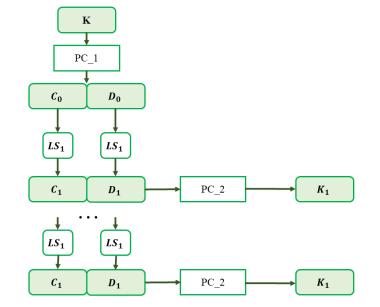 K
PC_1
C₀ D₀
LS₁ LS₁
C₁ D₁ PC_2 K₁
...
LS₁ LS₁
C₁ D₁ PC_2 K₁